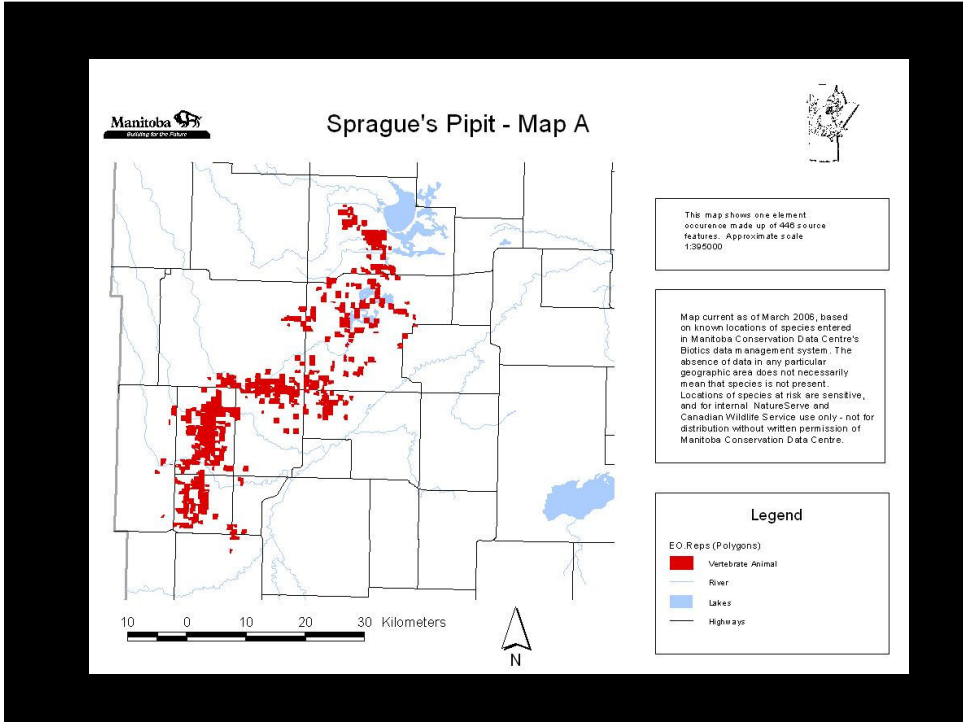 Manitoba
Building for the Future
Sprague's Pipit - Map A
This map shows one element
occurence made up of 446 source
features. Approximate scale
1:395000
Map current as of March 2006, based
on known locations of species entered
in Manitoba Conservation Data Centre's
Biotics data management system. The
absence of data in any particular
geographic area does not necessarily
mean that species is not present.
Locations of species at risk are sensitive,
and for internal NatureServe and
Canadian Wildlife Service use only - not for
distribution without written permission of
Manitoba Conservation Data Centre.
Legend
EO.Reps (Polygons)
Vertebrate Animal
River
Lakes
Highways
10 0 10 20 30 Kilometers
N